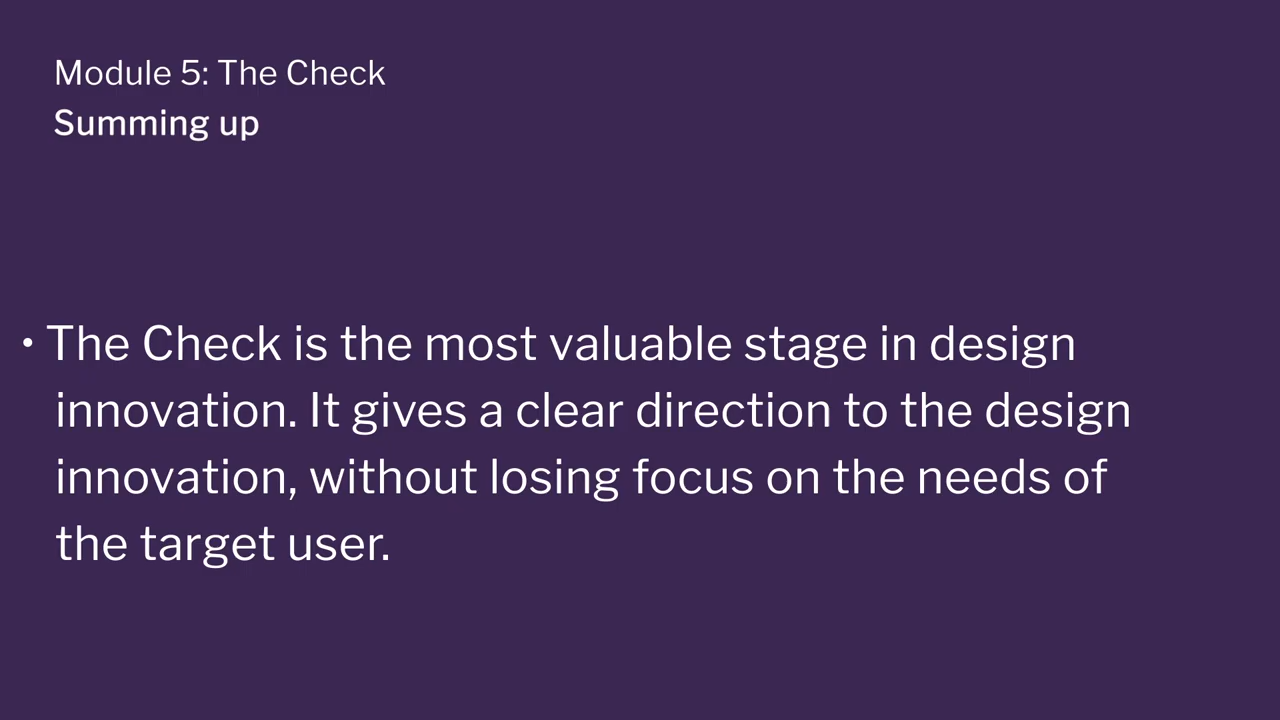 Module 5: The Check
Summing up
• The Check is the most valuable stage in design
innovation. It gives a clear direction to the design
innovation, without losing focus on the needs of
the target user.